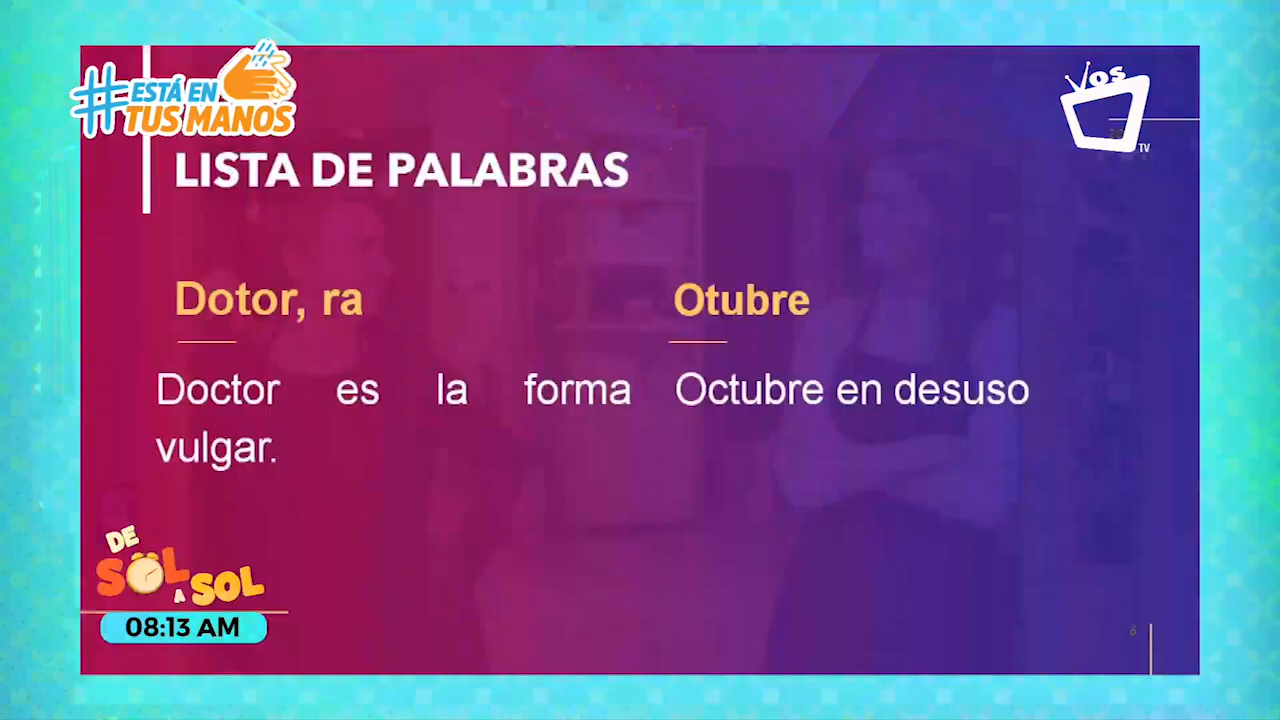 #ESTÁ EN
TUS MANOS
VOS
TV
LISTA DE PALABRAS
Dotor, ra
Otubre
Doctor es la forma
vulgar.
Octubre en desuso
DE
SOL
A SOL
08:13 AM
6